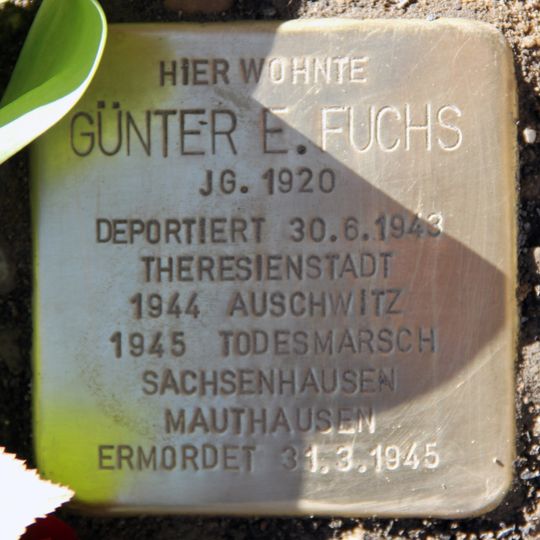 HIER WOHNTE
GÜNTER E. FUCHS
JG. 1920
DEPORTIERT 30.6.1943
THERESIENSTADT
1944 AUSCHWITZ
1945 TODESMARSCH
SACHSENHAUSEN
MAUTHAUSEN
ERMORDET 31.3.1945